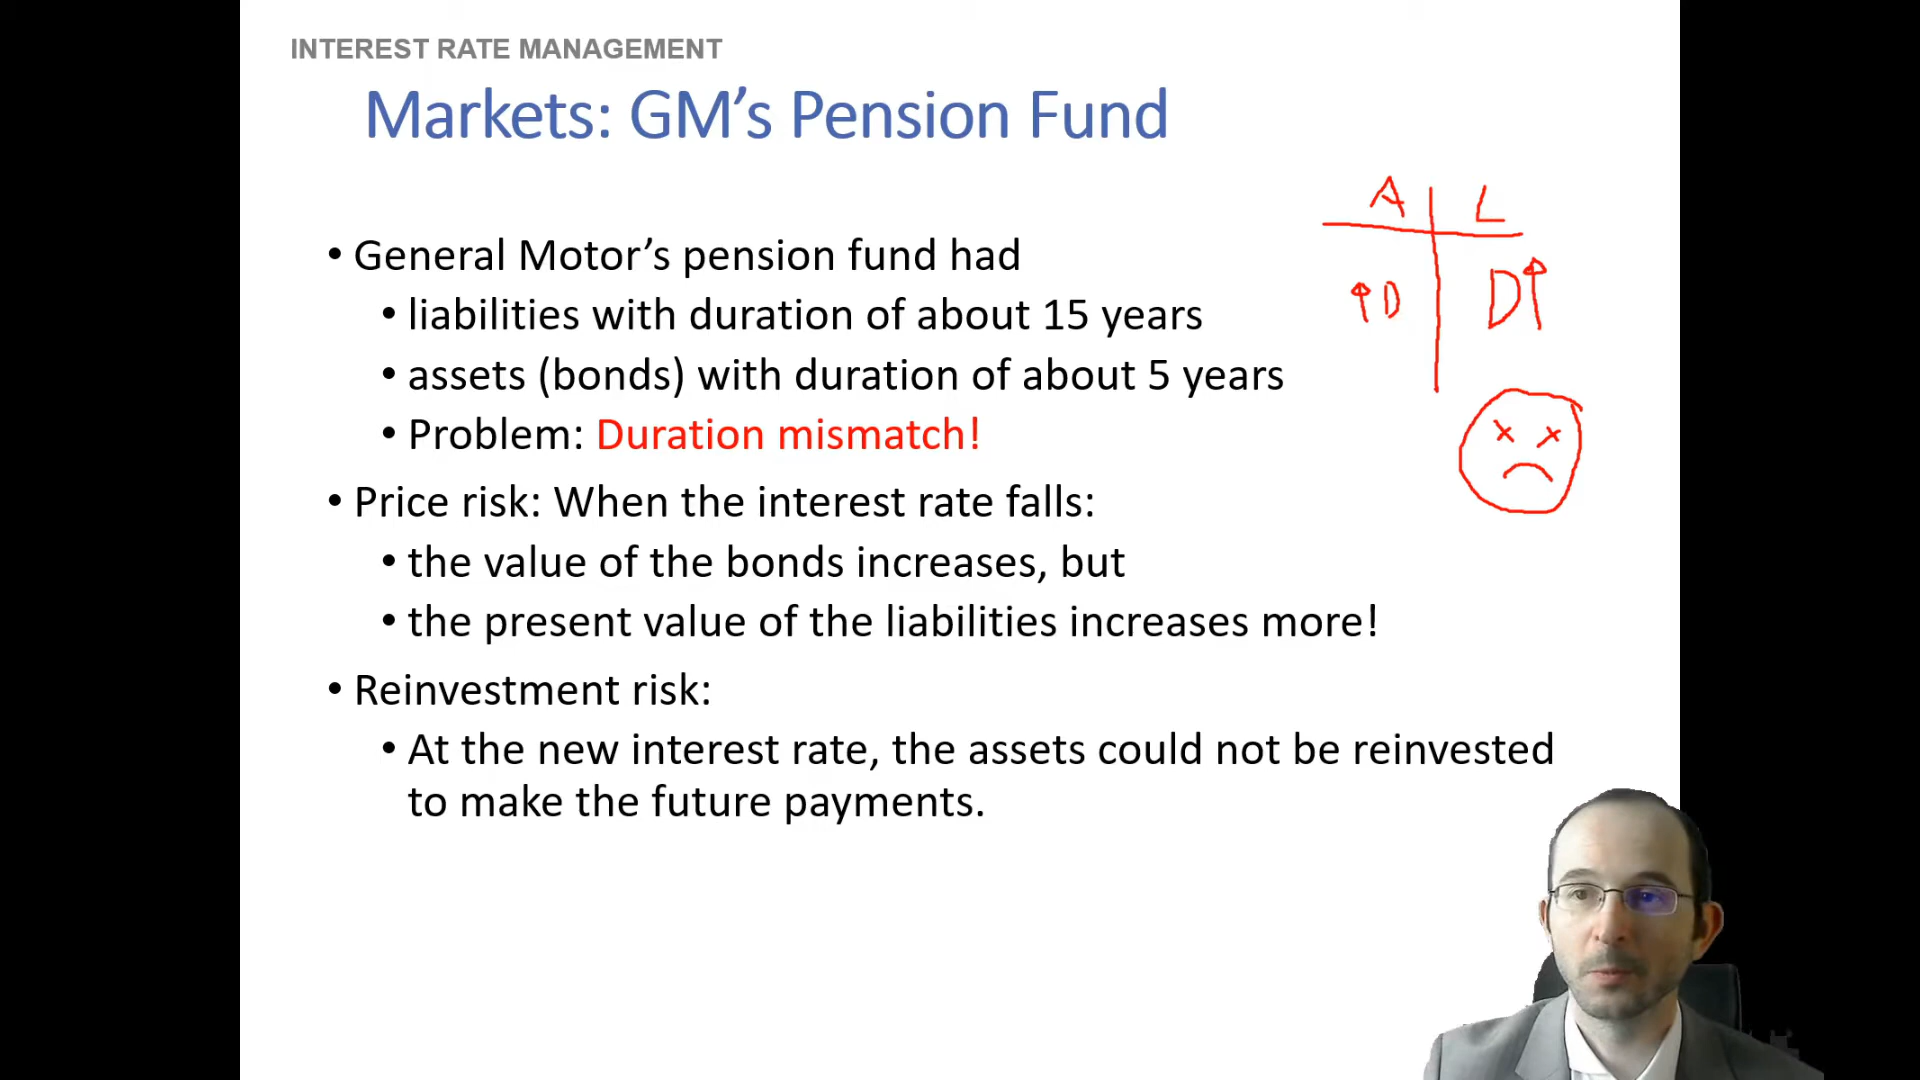 INTEREST RATE MANAGEMENT
Markets: GM's Pension Fund
A L
• General Motor's pension fund had
D D
• liabilities with duration of about 15 years
• assets (bonds) with duration of about 5 years
• Problem: Duration mismatch!
• Price risk: When the interest rate falls:
• the value of the bonds increases, but
• the present value of the liabilities increases more!
• Reinvestment risk:
• At the new interest rate, the assets could not be reinvested
to make the future payments.